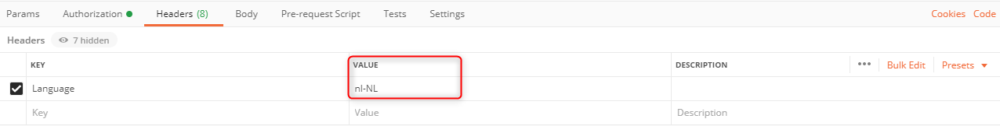 Params Authorization Headers (8) Body Pre-request Script Tests Settings Cookies Code
Headers 7 hidden
KEY VALUE DESCRIPTION ••• Bulk Edit Presets
Language nl-NL
Key Value Description